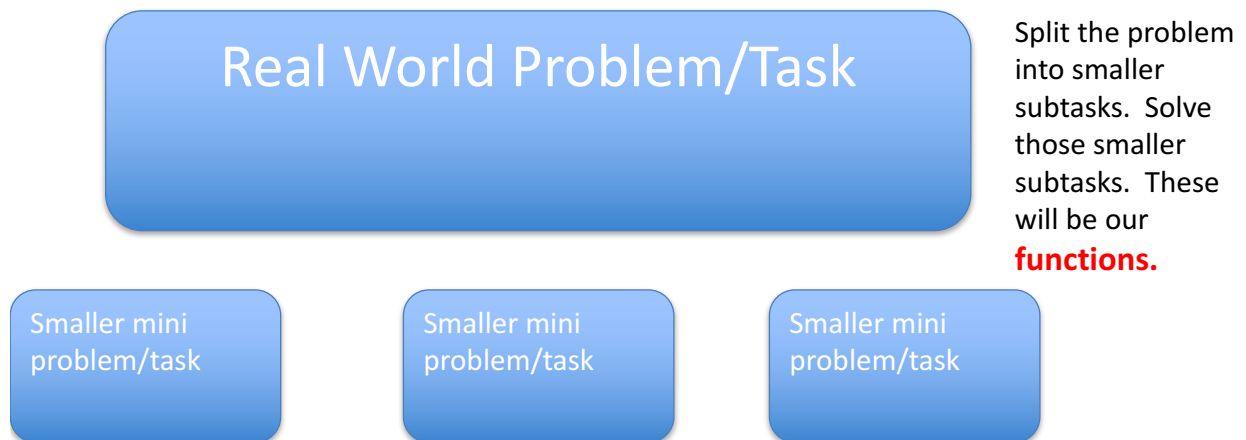 Real World Problem/Task
Split the problem
into smaller
subtasks.  Solve
those smaller
subtasks.  These
will be our
functions.
Smaller mini
problem/task
Smaller mini
problem/task
Smaller mini
problem/task